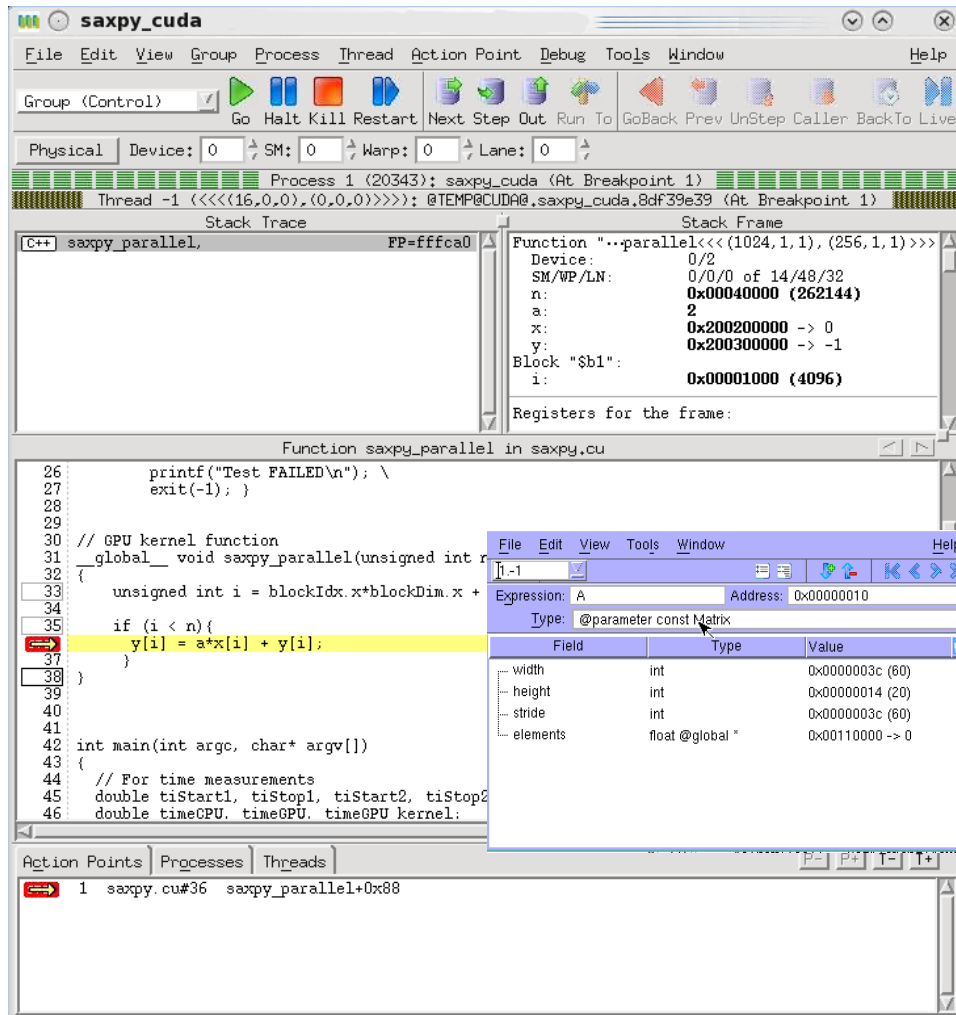 saxpy_cuda
File Edit View Group Process Thread Action Point Debug Tools Window Help
Group (Control)
Go Halt Kill Restart Next Step Out Run To GoBack Prev UnStep Caller BackTo Live
Physical Device: 0 SM: 0 Warp: 0 Lane: 0
Process 1 (20343): saxpy_cuda (At Breakpoint 1)
Thread -1 (<<<(16,0,0),(0,0,0)>>>): @TEMP@CUDA@.saxpy_cuda.8df39e39 (At Breakpoint 1)
Stack Trace
C++ saxpy_parallel, FP=fffca0
Stack Frame
Function "...parallel<<<(1024,1,1),(256,1,1)>>>
Device: 0/2
SM/WP/LN: 0/0/0 of 14/48/32
n: 0x00040000 (262144)
a: 2
x: 0x200200000 -> 0
y: 0x200300000 -> -1
Block "$b1":
i: 0x00001000 (4096)
Registers for the frame:
Function saxpy_parallel in saxpy.cu
26 printf("Test FAILED\n"); \
27 exit(-1); }
28
29
30 // GPU kernel function
31 __global__ void saxpy_parallel(unsigned int
32 {
33 unsigned int i = blockIdx.x*blockDim.x +
34
35 if (i < n){
y[i] = a*x[i] + y[i];
37 }
38 }
39
40
41
42 int main(int argc, char* argv[])
43 {
44 // For time measurements
45 double tiStart1, tiStop1, tiStart2, tiStop2
46 double timeCPU, timeGPU, timeGPU_kernel;
File Edit View Tools Window Help
1.-1
Expression: A Address: 0x00000010
Type: @parameter const Matrix
Field Type Value
width int 0x0000003c (60)
height int 0x00000014 (20)
stride int 0x0000003c (60)
elements float @global * 0x00110000 -> 0
Action Points Processes Threads P- P+ T- T+
1 saxpy.cu#36 saxpy_parallel+0x88